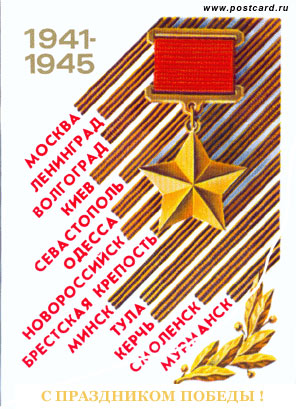 www.postcard.ru
1941-
1945
МОСКВА
ЛЕНИНГРАД
ВОЛГОГРАД
КИЕВ
СЕВАСТОПОЛЬ
ОДЕССА
НОВОРОССИЙСК
БРЕСТСКАЯ КРЕПОСТЬ
МИНСК
ТУЛА
КЕРЧЬ
СМОЛЕНСК
МУРМАНСК
С ПРАЗДНИКОМ ПОБЕДЫ !